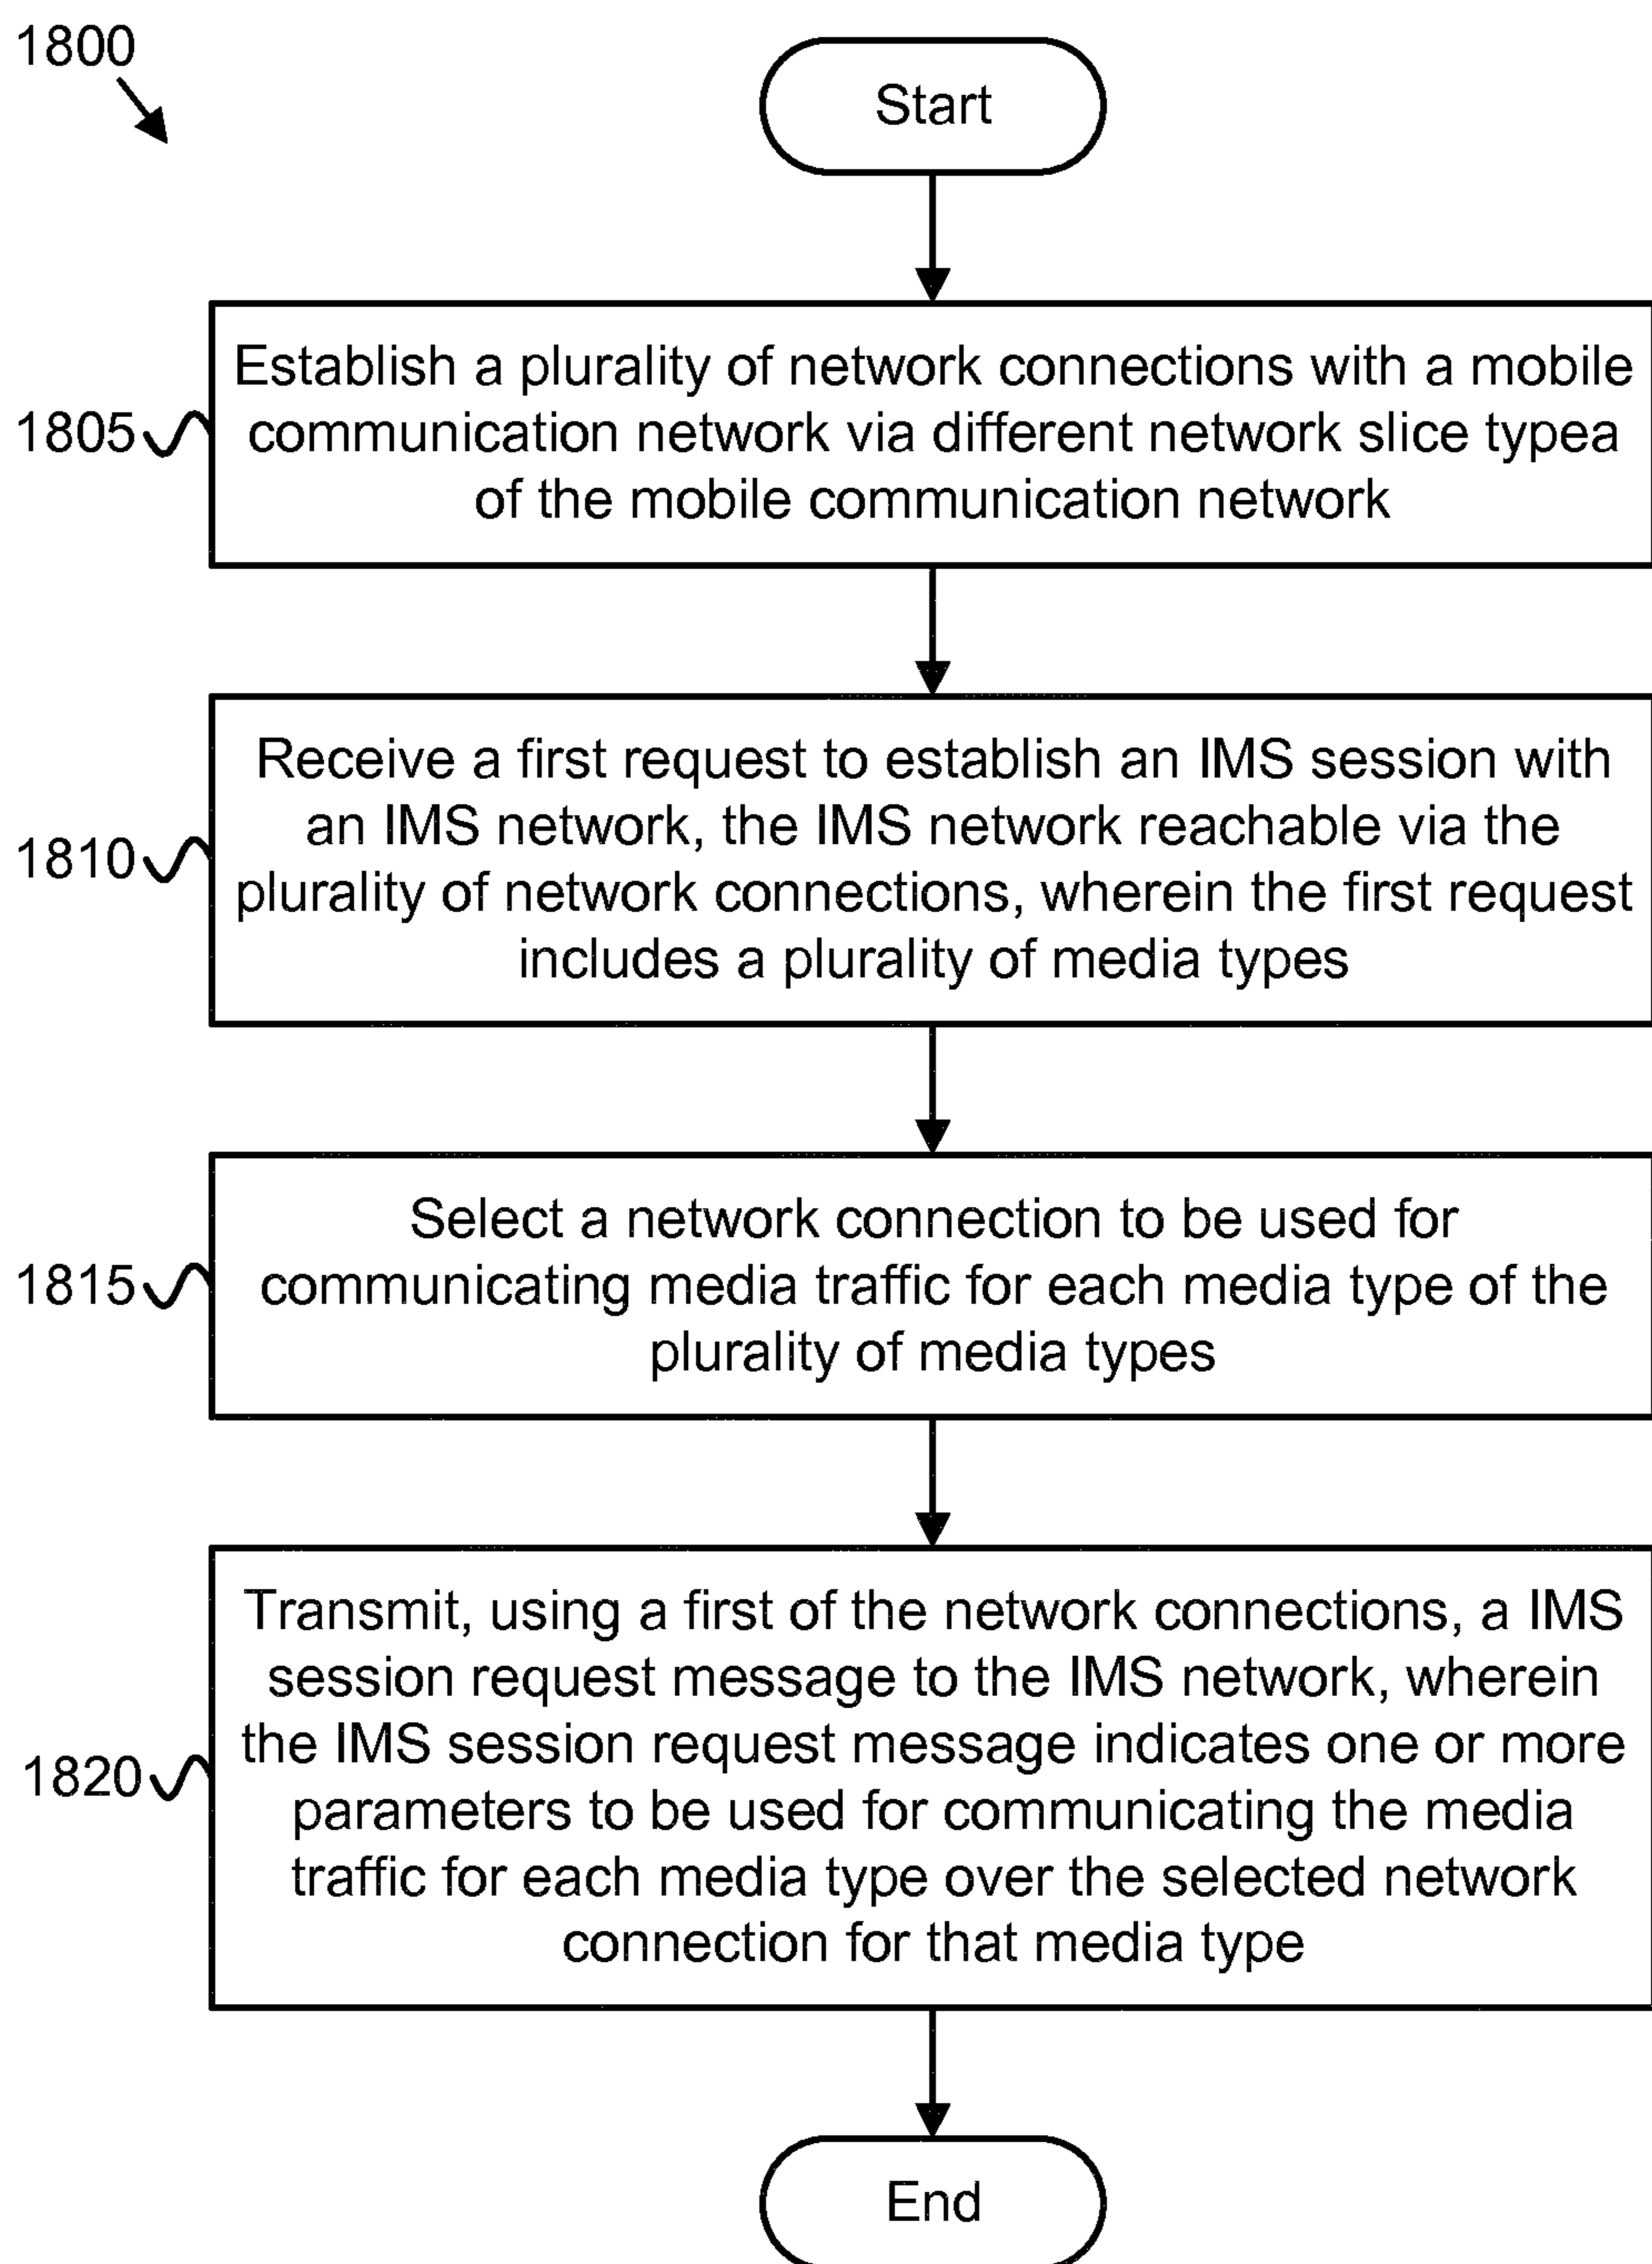 1800
Start
1805
Establish a plurality of network connections with a mobile
communication network via different network slice typea
of the mobile communication network
1810
Receive a first request to establish an IMS session with
an IMS network, the IMS network reachable via the
plurality of network connections, wherein the first request
includes a plurality of media types
1815
Select a network connection to be used for
communicating media traffic for each media type of the
plurality of media types
1820
Transmit, using a first of the network connections, a IMS
session request message to the IMS network, wherein
the IMS session request message indicates one or more
parameters to be used for communicating the media
traffic for each media type over the selected network
connection for that media type
End